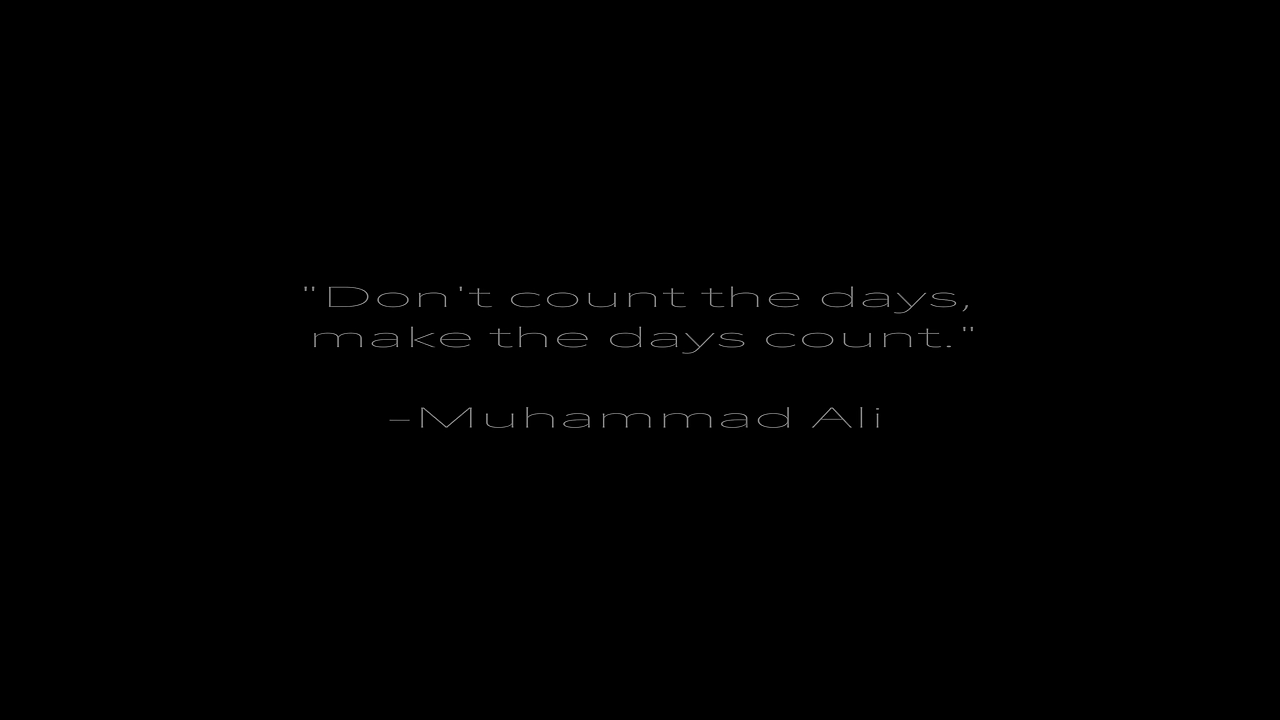 "Don't count the days,
make the days count."
–Muhammad Ali